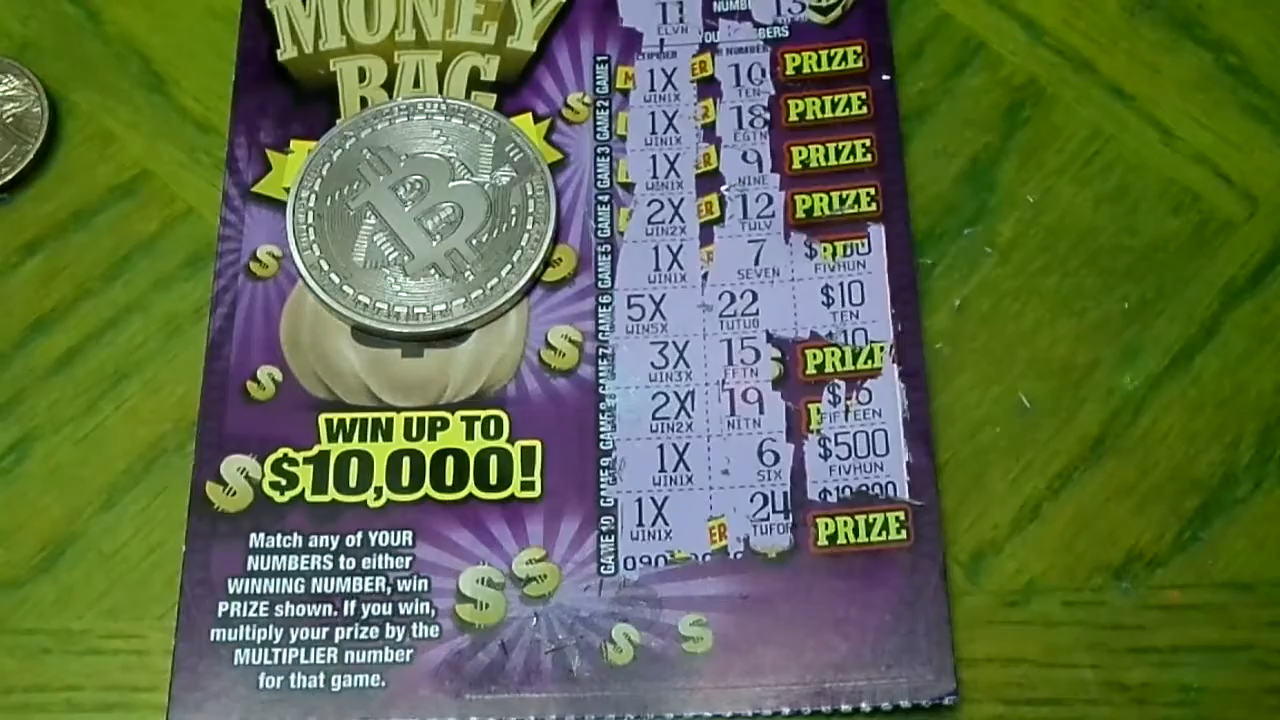 MONEY
BAG
WIN UP TO
$10,000!
Match any of YOUR
NUMBERS to either
WINNING NUMBER, win
PRIZE shown. If you win,
multiply your prize by the
MULTIPLIER number
for that game.
11
ELVN
13
GAME 1
1X
WIN1X
10
TEN
PRIZE
GAME 2
1X
WIN1X
18
EGTN
PRIZE
GAME 3
1X
WIN1X
9
NINE
PRIZE
GAME 4
2X
WIN2X
12
TWLV
PRIZE
GAME 5
1X
WIN1X
7
SEVEN
FIVHUN
GAME 6
5X
WIN5X
22
TUTUO
$10
TEN
GAME 7
3X
WIN3X
15
FFTN
PRIZE
GAME 8
2X
WIN2X
19
NITN
FIFTEEN
GAME 9
1X
WIN1X
6
SIX
$500
FIVHUN
GAME 10
1X
WIN1X
24
TUFOR
PRIZE